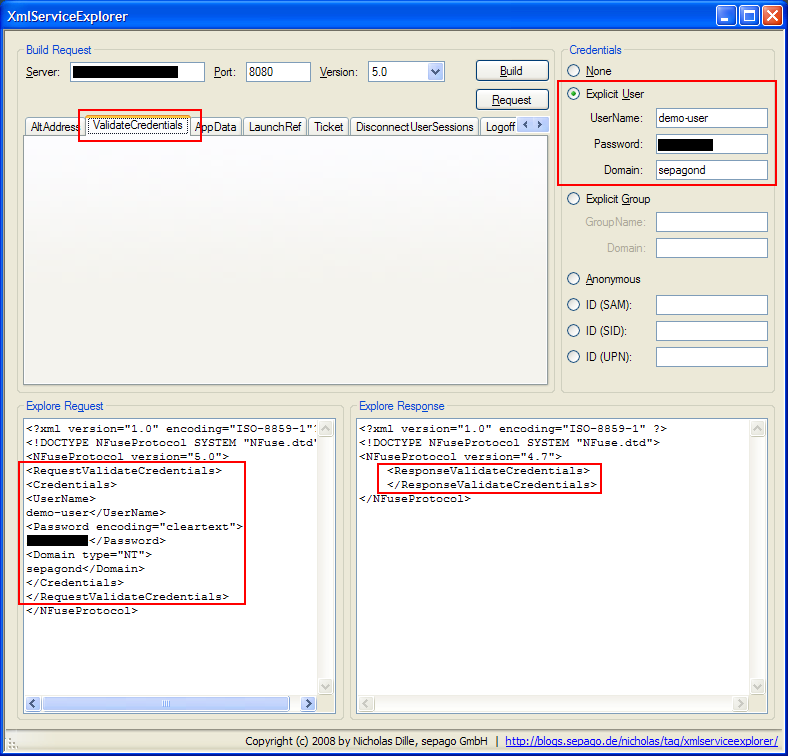 XmlServiceExplorer
Build Request
Server: Port: 8080 Version: 5.0 Build
Request
AltAddress ValidateCredentials AppData LaunchRef Ticket DisconnectUserSessions Logoff
Credentials
None
Explicit User
UserName: demo-user
Password:
Domain: sepagond
Explicit Group
GroupName:
Domain:
Anonymous
ID (SAM):
ID (SID):
ID (UPN):
Explore Request
<?xml version="1.0" encoding="ISO-8859-1"?
<!DOCTYPE NFuseProtocol SYSTEM "NFuse.dtd"
<NFuseProtocol version="5.0">
<RequestValidateCredentials>
<Credentials>
<UserName>
demo-user</UserName>
<Password encoding="cleartext">
</Password>
<Domain type="NT">
sepagond</Domain>
</Credentials>
</RequestValidateCredentials>
</NFuseProtocol>
Explore Response
<?xml version="1.0" encoding="ISO-8859-1" ?>
<!DOCTYPE NFuseProtocol SYSTEM "NFuse.dtd">
<NFuseProtocol version="4.7">
<ResponseValidateCredentials>
</ResponseValidateCredentials>
</NFuseProtocol>
Copyright (c) 2008 by Nicholas Dille, sepago GmbH | http://blogs.sepago.de/nicholas/tag/xmlserviceexplorer/